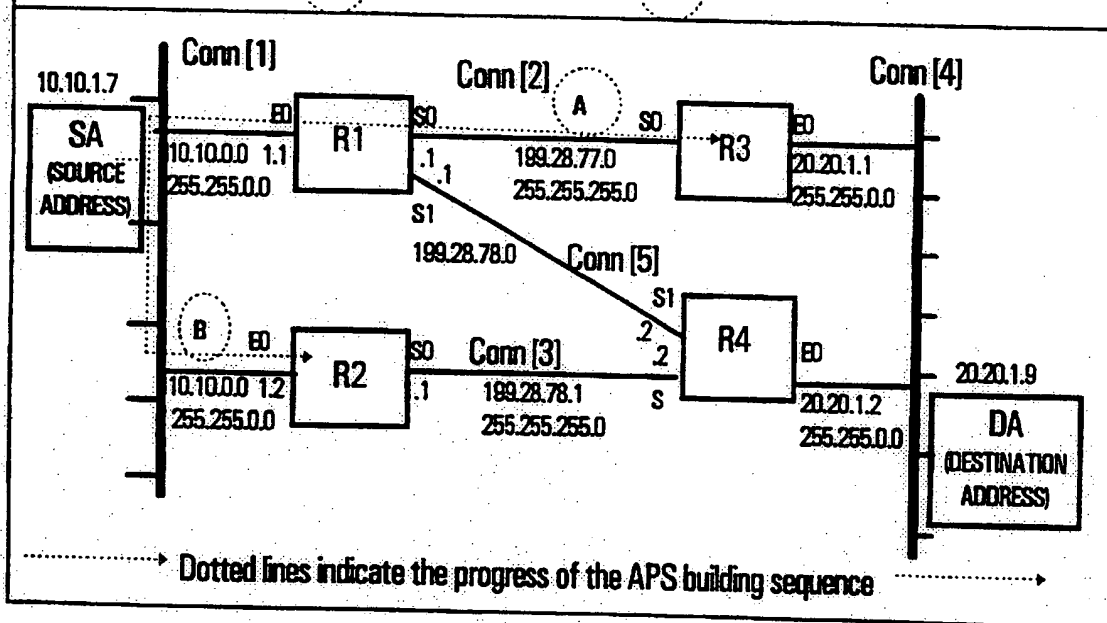 Conn [1]
10.10.1.7
SA
(SOURCE
ADDRESS)
E0
10.10.0.0 1.1
255.255.0.0
R1
S0
.1
.1
S1
199.28.78.0
Conn [2]
A
S0
199.28.77.0
255.255.255.0
R3
E0
20.20.1.1
255.255.0.0
Conn [4]
Conn [5]
S1
.2
.2
S
R4
E0
20.20.1.2
255.255.0.0
B
E0
10.10.0.0 1.2
255.255.0.0
R2
S0
.1
Conn [3]
199.28.78.1
255.255.255.0
20.20.1.9
DA
(DESTINATION
ADDRESS)
Dotted lines indicate the progress of the APS building sequence